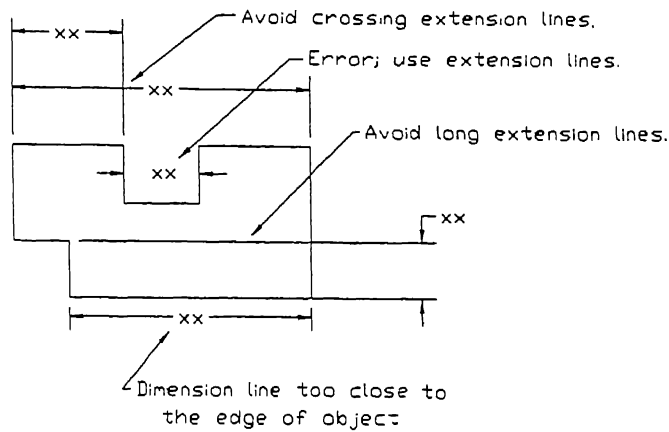 Avoid crossing extension lines.
xx
Error; use extension lines.
xx
Avoid long extension lines.
xx
xx
xx
Dimension line too close to
the edge of object.